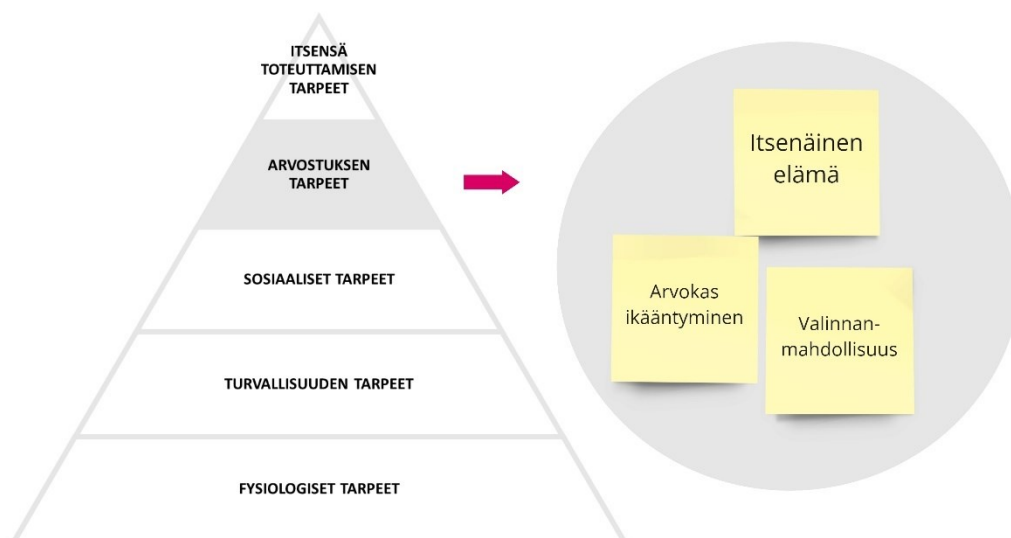 ITSENSÄ
TOTEUTTAMISEN
TARPEET
ARVOSTUKSEN
TARPEET
SOSIAALISET TARPEET
TURVALLISUUDEN TARPEET
FYSIOLOGISET TARPEET
Itsenäinen
elämä
Arvokas
ikääntyminen
Valinnan-
mahdollisuus